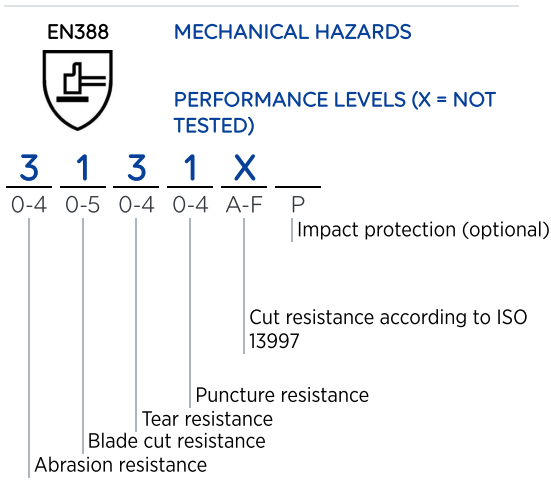 EN388
MECHANICAL HAZARDS
PERFORMANCE LEVELS (X = NOT
TESTED)
3 1 3 1 X
0-4 0-5 0-4 0-4 A-F P
Impact protection (optional)
Cut resistance according to ISO
13997
Puncture resistance
Tear resistance
Blade cut resistance
Abrasion resistance